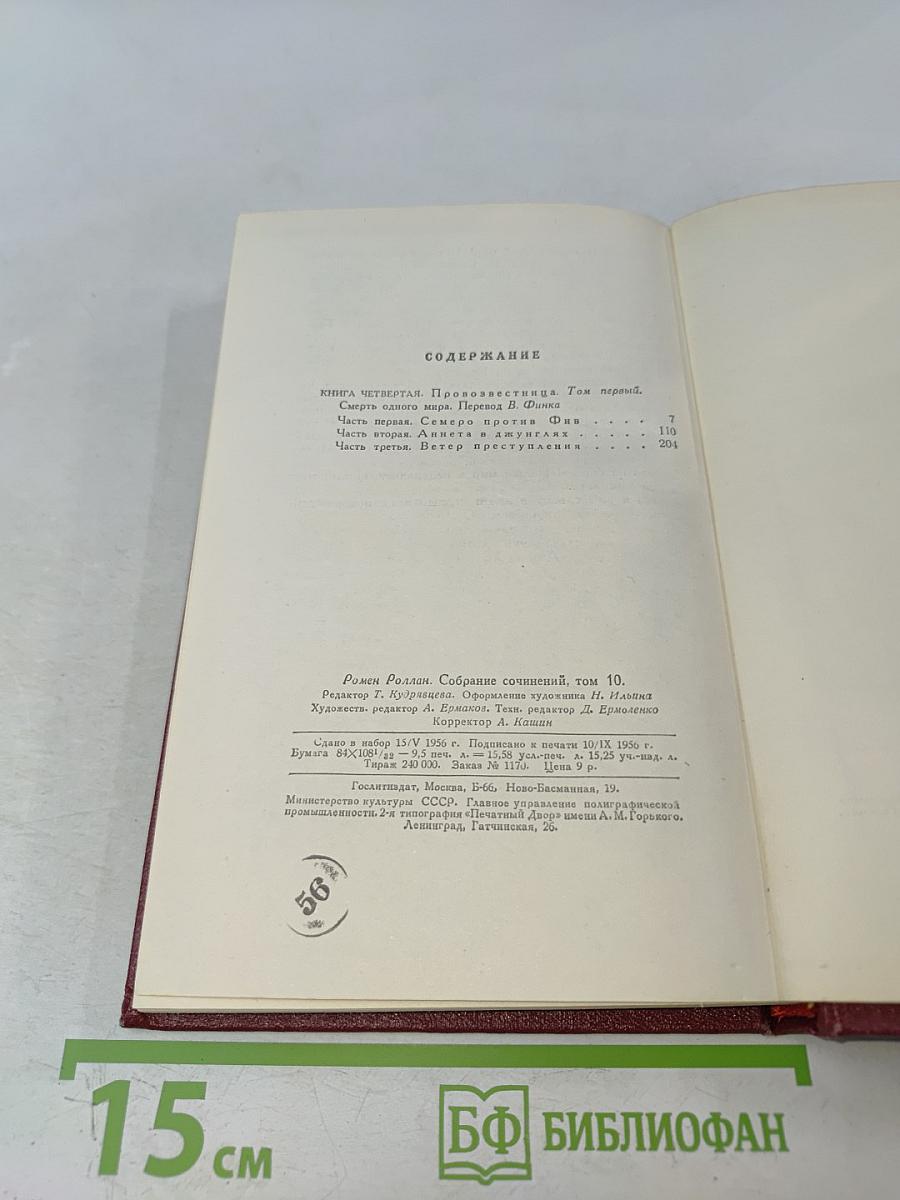 СОДЕРЖАНИЕ
КНИГА ЧЕТВЕРТАЯ. Провозвестница. Том первый.
Смерть одного мира. Перевод В. Финка
Часть первая. Семеро против Фив . . . . 7
Часть вторая. Аннета в джунглях . . . . . 110
Часть третья. Ветер преступления . . . . 204
Ромен Роллан. Собрание сочинений, том 10.
Редактор Т. Кудрявцева. Оформление художника Н. Ильина
Художеств. редактор А. Ермаков. Техн. редактор Д. Ермоленко
Корректор А. Кашин
Сдано в набор 15/V 1956 г. Подписано к печати 10/IX 1956 г.
Бумага 84×108¹/₃₂ — 9,5 печ. л. = 15,58 усл.-печ. л. 15,25 уч.-изд. л.
Тираж 240 000. Заказ № 1170. Цена 9 р.
Гослитиздат, Москва, Б-66, Ново-Басманная, 19.
Министерство культуры СССР. Главное управление полиграфической
промышленности. 2-я типография «Печатный Двор» имени А. М. Горького.
Ленинград, Гатчинская, 26.
56
15 см
БФ БИБЛИОФАН